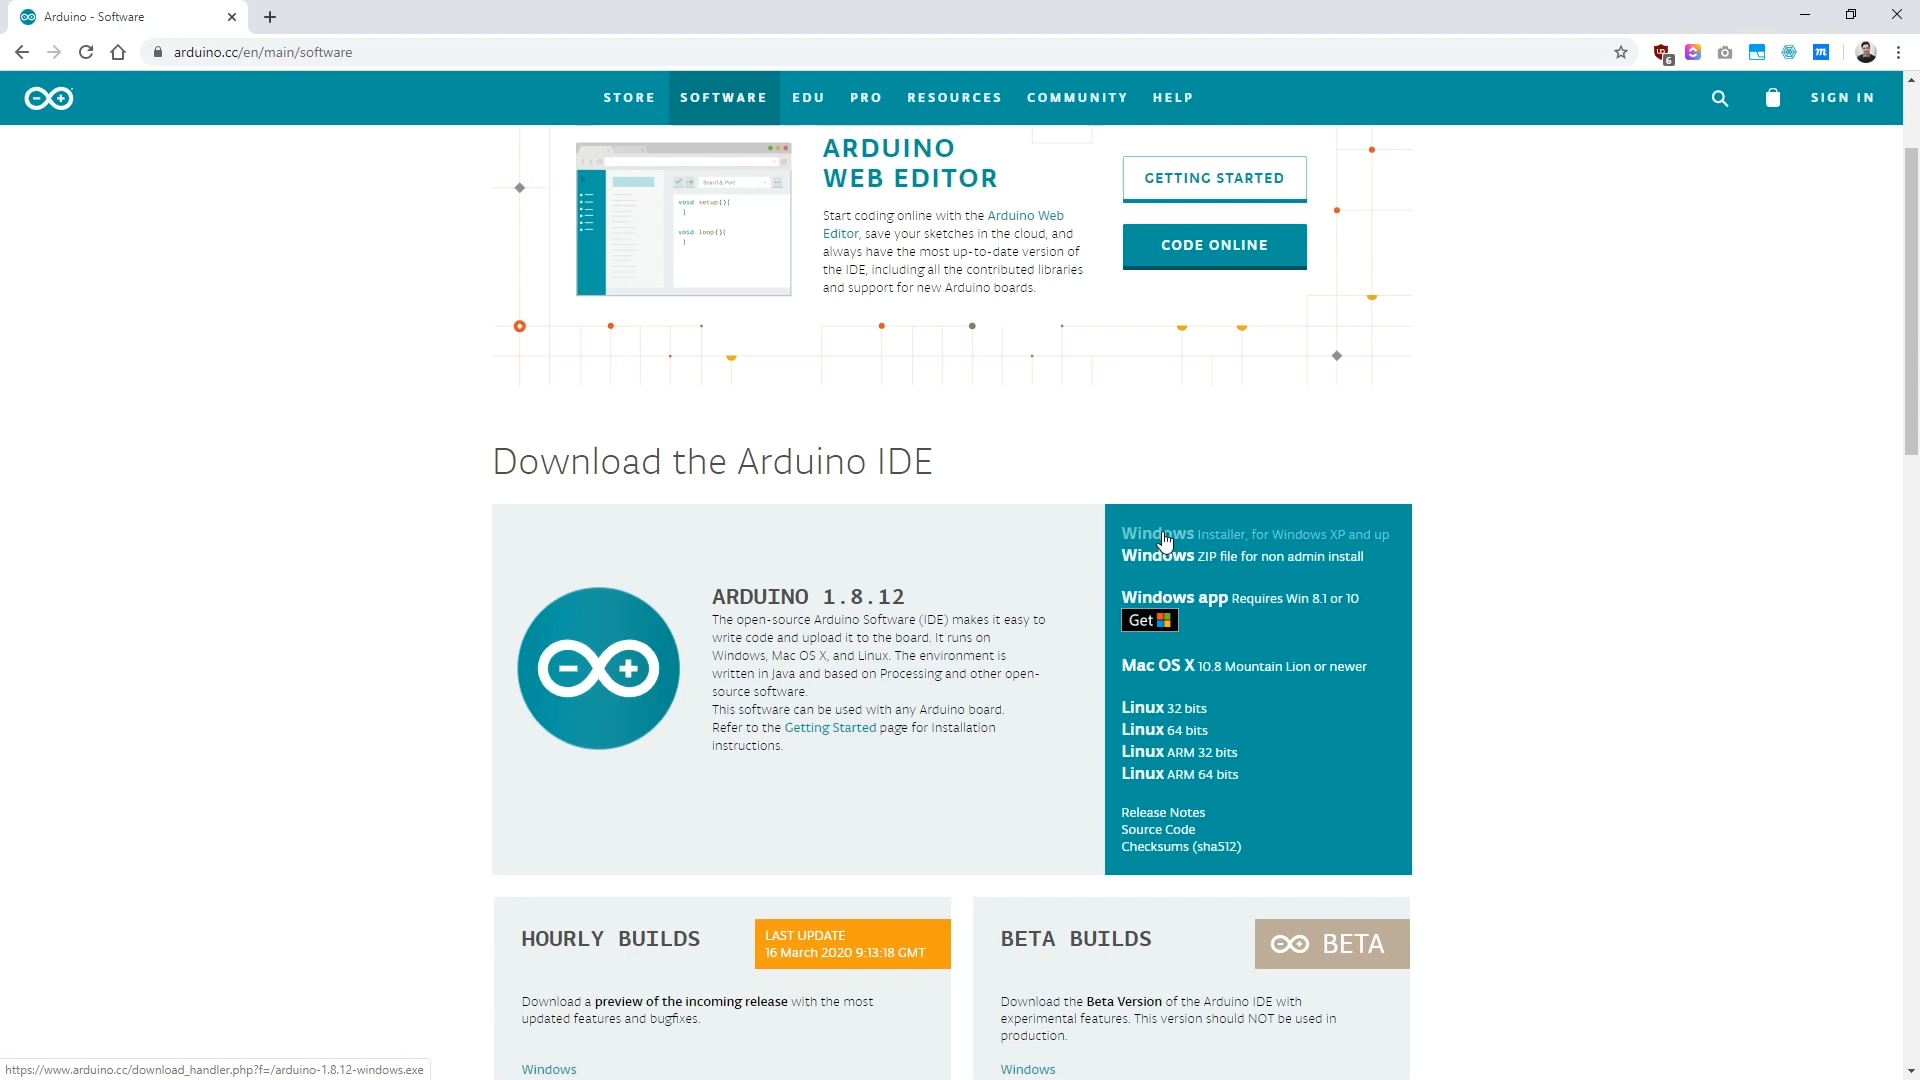 Arduino - Software
arduino.cc/en/main/software
6
m
STORE
SOFTWARE
EDU
PRO
RESOURCES
COMMUNITY
HELP
SIGN IN
Board & Port
void setup(){
}
void loop(){
}
ARDUINO
WEB EDITOR
Start coding online with the Arduino Web
Editor, save your sketches in the cloud, and
always have the most up-to-date version of
the IDE, including all the contributed libraries
and support for new Arduino boards.
GETTING STARTED
CODE ONLINE
Download the Arduino IDE
ARDUINO 1.8.12
The open-source Arduino Software (IDE) makes it easy to
write code and upload it to the board. It runs on
Windows, Mac OS X, and Linux. The environment is
written in Java and based on Processing and other open-
source software.
This software can be used with any Arduino board.
Refer to the Getting Started page for Installation
instructions.
Windows Installer, for Windows XP and up
Windows ZIP file for non admin install
Windows app Requires Win 8.1 or 10
Get
Mac OS X 10.8 Mountain Lion or newer
Linux 32 bits
Linux 64 bits
Linux ARM 32 bits
Linux ARM 64 bits
Release Notes
Source Code
Checksums (sha512)
HOURLY BUILDS
LAST UPDATE
16 March 2020 9:13:18 GMT
Download a preview of the incoming release with the most
updated features and bugfixes.
Windows
BETA BUILDS
BETA
Download the Beta Version of the Arduino IDE with
experimental features. This version should NOT be used in
production.
Windows
https://www.arduino.cc/download_handler.php?f=/arduino-1.8.12-windows.exe